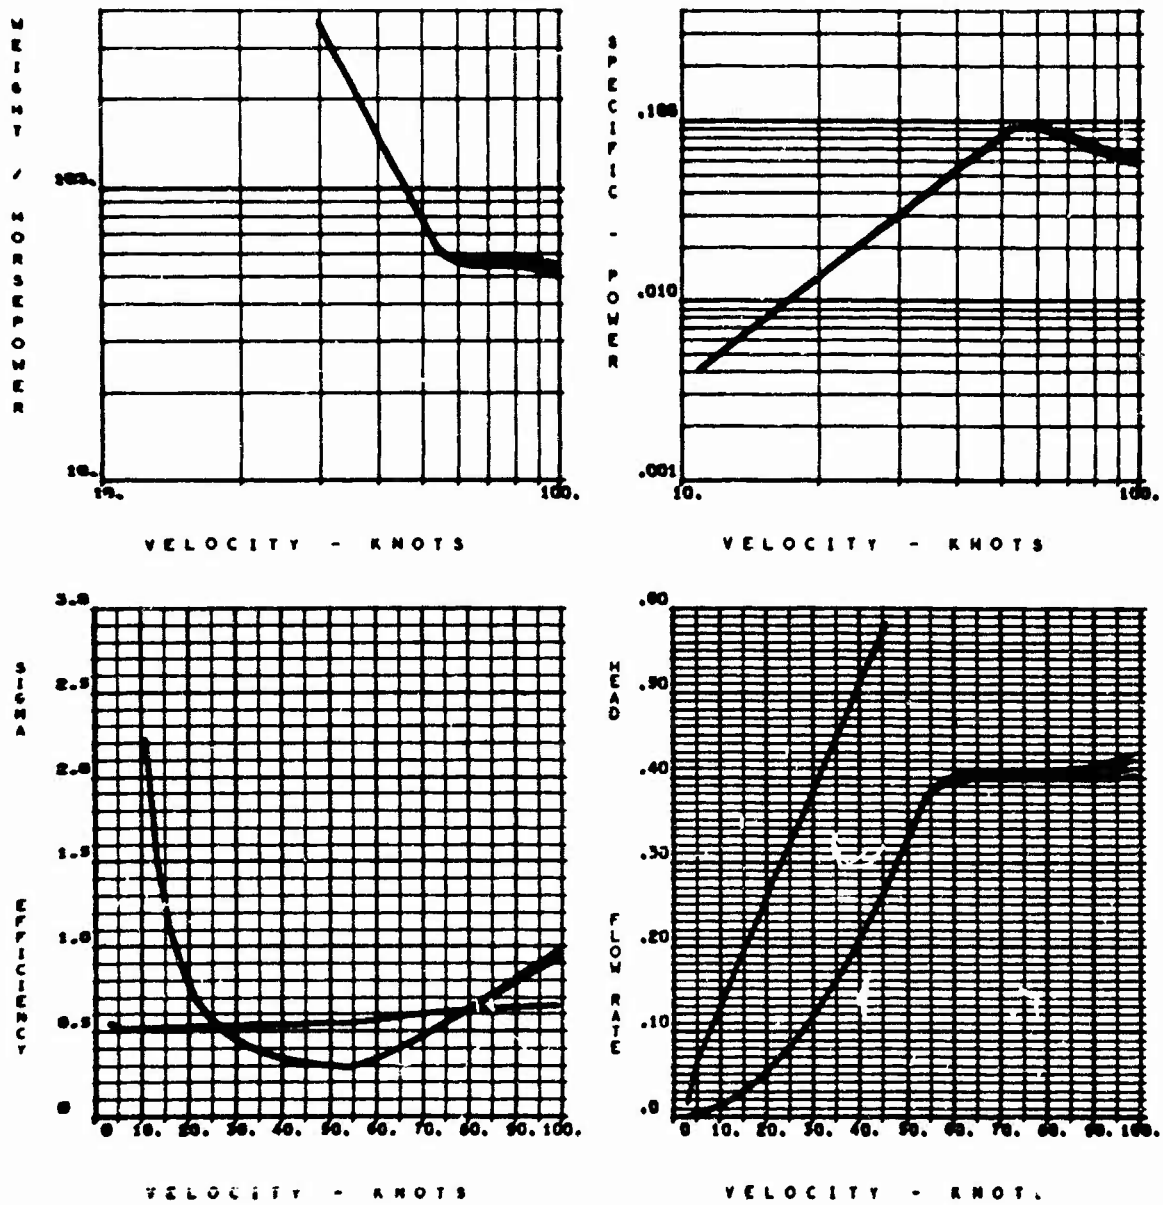 WEIGHT / HORSEPOWER
100.
10.
10.
100.
VELOCITY - KNOTS
SPECIFIC - POWER
.100
.010
.001
10.
100.
VELOCITY - KNOTS
SIGMA
EFFICIENCY
3.0
2.5
2.0
1.5
1.0
0.5
0
0 10. 20. 30. 40. 50. 60. 70. 80. 90. 100.
VELOCITY - KNOTS
HEAD
FLOW RATE
.60
.50
.40
.30
.20
.10
.0
0 10. 20. 30. 40. 50. 60. 70. 80. 90. 100.
VELOCITY - KNOT.